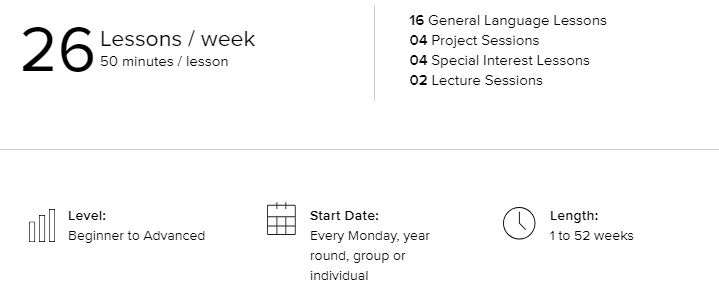 26 Lessons / week
50 minutes / lesson
16 General Language Lessons
04 Project Sessions
04 Special Interest Lessons
02 Lecture Sessions
Level:
Beginner to Advanced
Start Date:
Every Monday, year
round, group or
individual
Length:
1 to 52 weeks